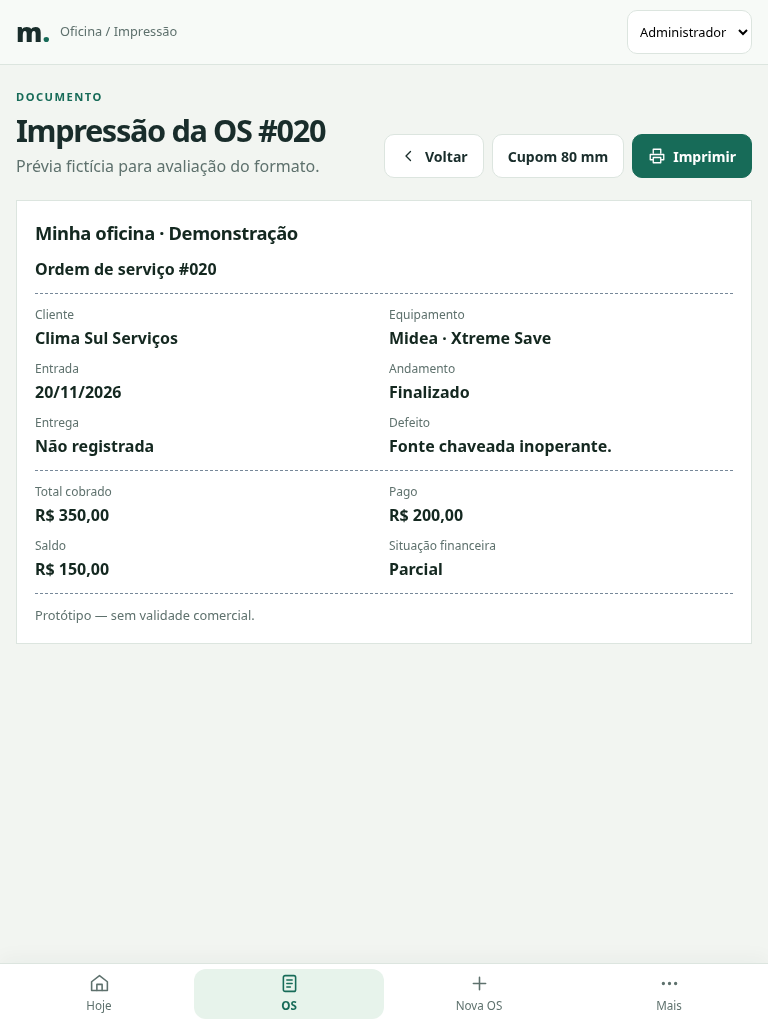 m. Oficina / Impressão Administrador
DOCUMENTO
Impressão da OS #020
Prévia fictícia para avaliação do formato.
Voltar Cupom 80 mm Imprimir
Minha oficina · Demonstração
Ordem de serviço #020
Cliente Equipamento
Clima Sul Serviços Midea · Xtreme Save
Entrada Andamento
20/11/2026 Finalizado
Entrega Defeito
Não registrada Fonte chaveada inoperante.
Total cobrado Pago
R$ 350,00 R$ 200,00
Saldo Situação financeira
R$ 150,00 Parcial
Protótipo — sem validade comercial.
Hoje OS Nova OS Mais